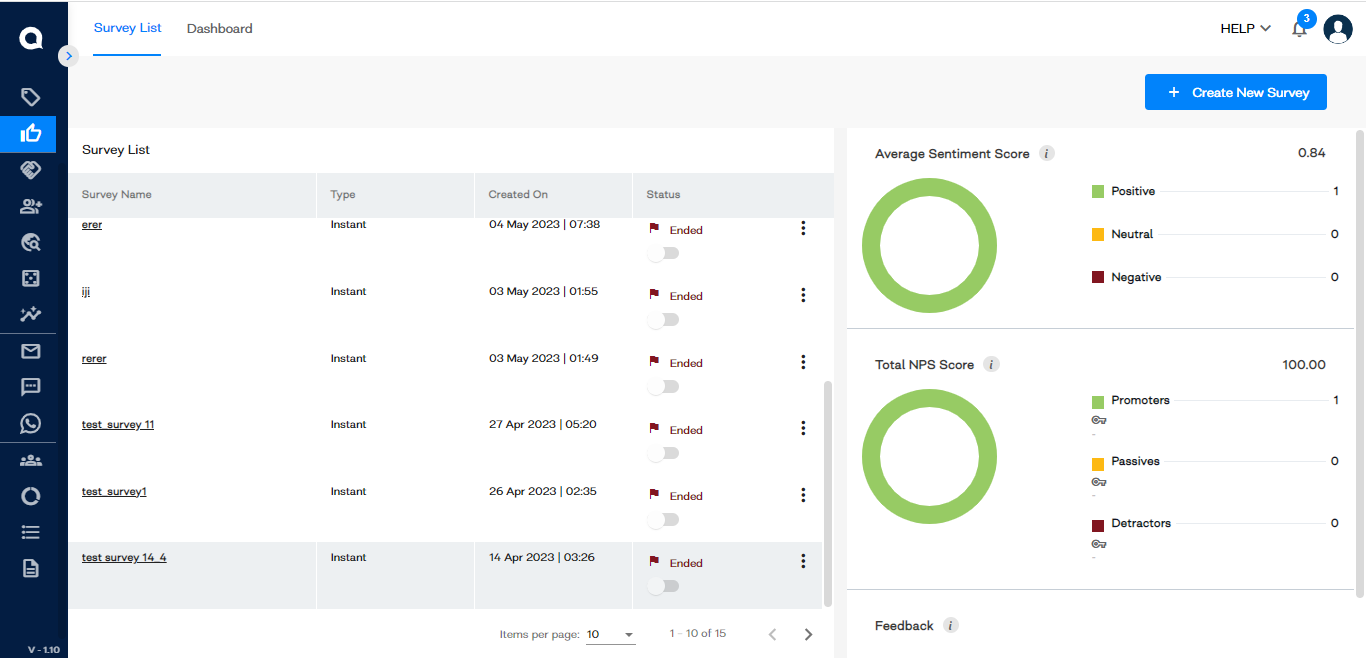 Survey List
Dashboard
HELP
3
+ Create New Survey
Survey List
Survey Name Type Created On Status
erer Instant 04 May 2023 | 07:38 Ended
iji Instant 03 May 2023 | 01:55 Ended
rerer Instant 03 May 2023 | 01:49 Ended
test_survey 11 Instant 27 Apr 2023 | 05:20 Ended
test_survey1 Instant 26 Apr 2023 | 02:35 Ended
test survey 14_4 Instant 14 Apr 2023 | 03:26 Ended
Items per page: 10 1 - 10 of 15
Average Sentiment Score i 0.84
Positive 1
Neutral 0
Negative 0
Total NPS Score i 100.00
Promoters 1
-
Passives 0
-
Detractors 0
-
Feedback i
V - 1.10